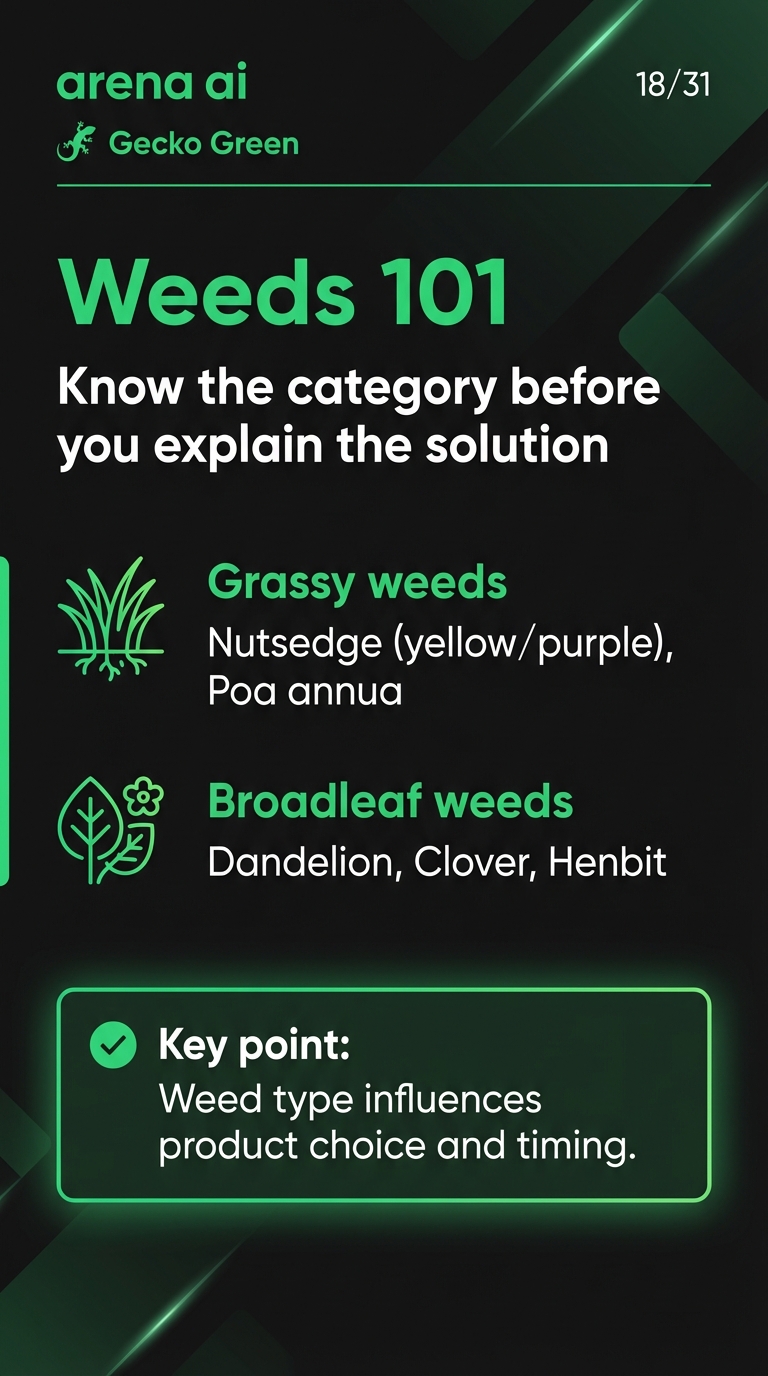 arena ai
18/31
Gecko Green
Weeds 101
Know the category before
you explain the solution
Grassy weeds
Nutsedge (yellow/purple),
Poa annua
Broadleaf weeds
Dandelion, Clover, Henbit
Key point:
Weed type influences
product choice and timing.